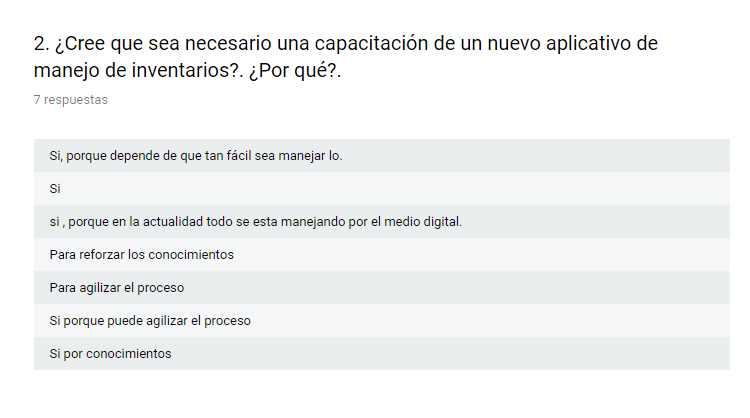 2. ¿Cree que sea necesario una capacitación de un nuevo aplicativo de
manejo de inventarios?. ¿Por qué?.
7 respuestas
Si, porque depende de que tan fácil sea manejar lo.
Si
si , porque en la actualidad todo se esta manejando por el medio digital.
Para reforzar los conocimientos
Para agilizar el proceso
Si porque puede agilizar el proceso
Si por conocimientos